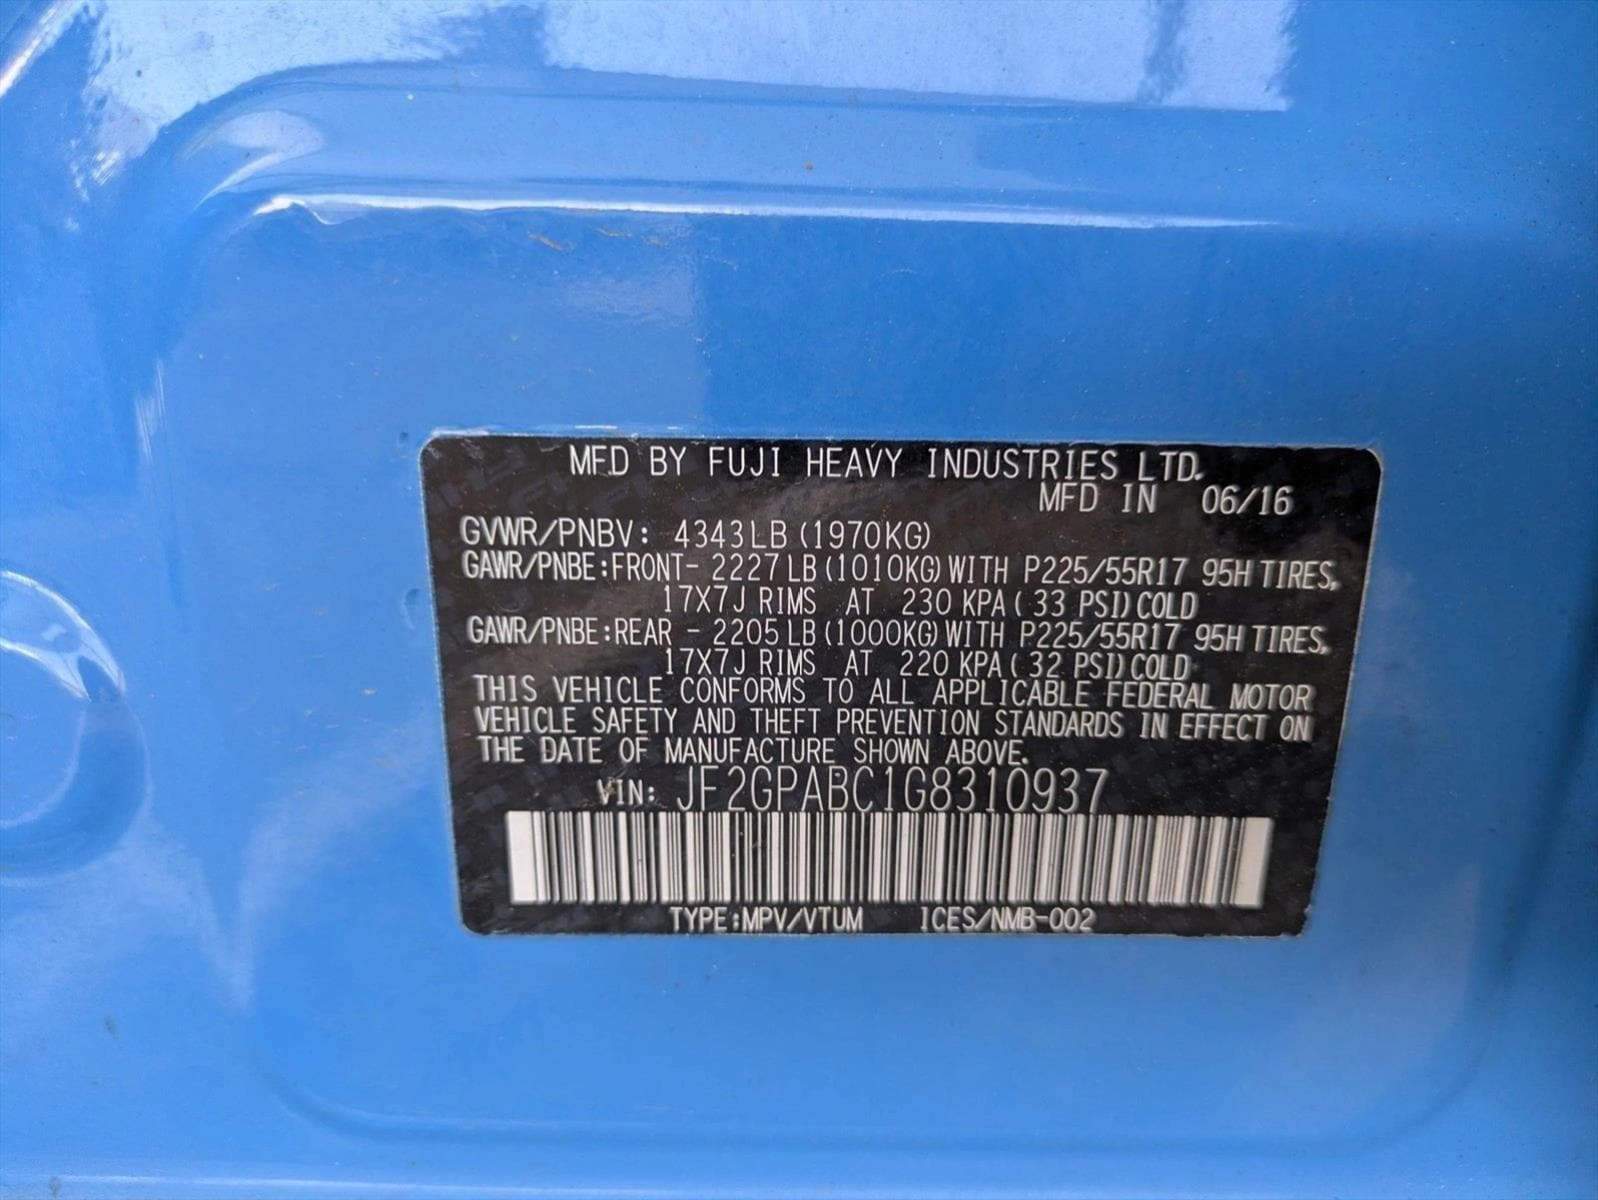 MFD BY FUJI HEAVY INDUSTRIES LTD.
MFD IN 06/16
GVWR/PNBV: 4343LB (1970KG)
GAWR/PNBE:FRONT- 2227LB(1010KG)WITH P225/55R17 95H TIRES,
17X7J RIMS AT 230 KPA( 33 PSI)COLD
GAWR/PNBE:REAR - 2205LB(1000KG)WITH P225/55R17 95H TIRES,
17X7J RIMS AT 220 KPA( 32 PSI)COLD
THIS VEHICLE CONFORMS TO ALL APPLICABLE FEDERAL MOTOR
VEHICLE SAFETY AND THEFT PREVENTION STANDARDS IN EFFECT ON
THE DATE OF MANUFACTURE SHOWN ABOVE.
VIN: JF2GPABC1G8310937
TYPE:MPV/VTUM ICES/NMB-002